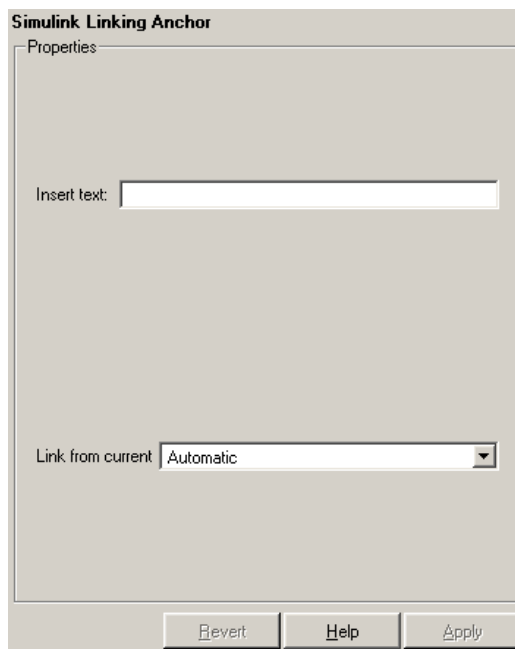 Simulink Linking Anchor
Properties
Insert text:
Link from current Automatic
Revert Help Apply